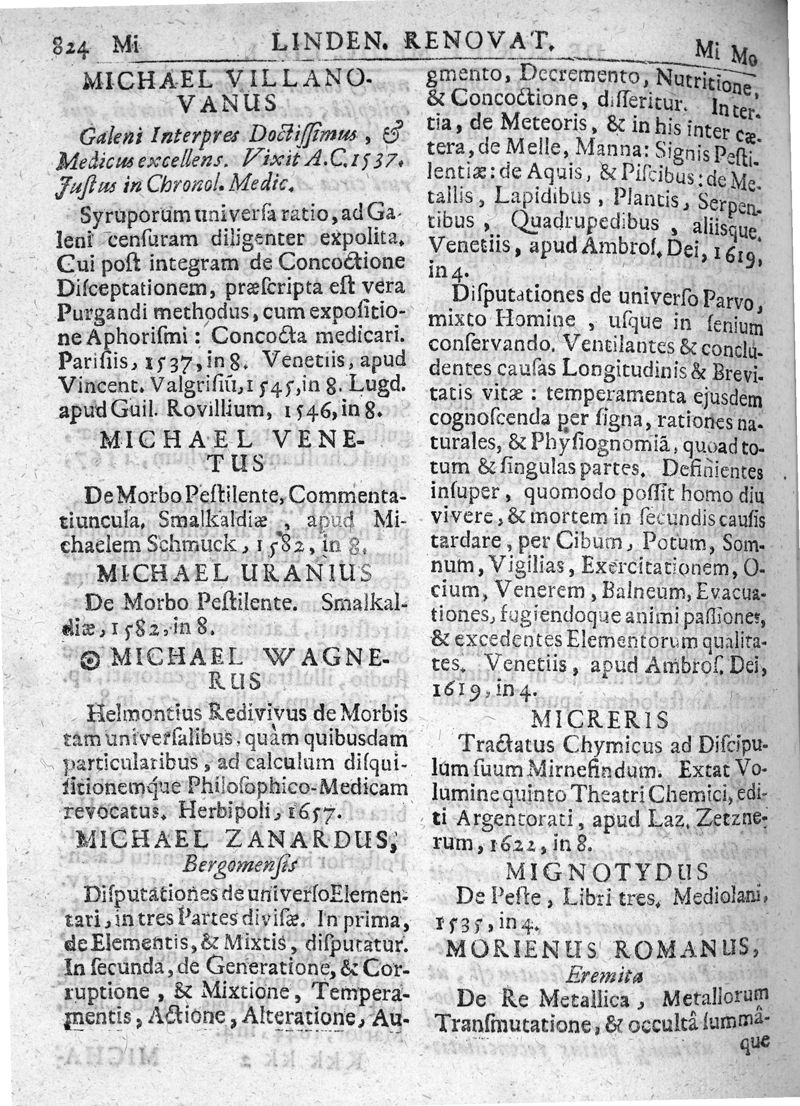 824 Mi LINDEN. RENOVAT. Mi Mo
MICHAEL VILLANO-
VANUS
Galeni Interpres Doctiſſimus, &
Medicus excellens. Vixit A.C. 1537.
Juſtus in Chronol. Medic.
Syruporum univerſa ratio, ad Ga-
leni cenſuram diligenter expolita.
Cui poſt integram de Concoctione
Diſceptationem, præſcripta eſt vera
Purgandi methodus, cum expoſitio-
ne Aphoriſmi: Concocta medicari.
Pariſiis, 1537, in 8. Venetiis, apud
Vincent. Valgriſiũ, 1545, in 8. Lugd.
apud Guil. Rovillium, 1546, in 8.
MICHAEL VENE-
TUS
De Morbo Peſtilente, Commenta-
tiuncula. Smalkaldiæ, apud Mi-
chaelem Schmuck, 1582, in 8.
MICHAEL URANIUS
De Morbo Peſtilente. Smalkal-
diæ, 1582, in 8.
MICHAEL WAGNE-
RUS
Helmontius Redivivus de Morbis
tam univerſalibus, quàm quibusdam
particularibus, ad calculum diſqui-
ſitionemque Philoſophico-Medicam
revocatus. Herbipoli, 1657.
MICHAEL ZANARDUS,
Bergomenſis
Diſputationes de univerſo Elemen-
tari, in tres Partes diviſæ. In prima,
de Elementis, & Mixtis, diſputatur.
In ſecunda, de Generatione, & Cor-
ruptione, & Mixtione, Tempera-
mentis, Actione, Alteratione, Au-
gmento, Decremento, Nutritione,
& Concoctione, diſſeritur. In ter-
tia, de Meteoris, & in his inter cæ-
tera, de Melle, Manna: Signis Peſti-
lentiæ: de Aquis, & Piſcibus: de Me-
tallis, Lapidibus, Plantis, Serpen-
tibus, Quadrupedibus, aliisque.
Venetiis, apud Ambroſ. Dei, 1619,
in 4.
Diſputationes de univerſo Parvo,
mixto Homine, uſque in ſenium
conſervando. Ventilantes & conclu-
dentes cauſas Longitudinis & Brevi-
tatis vitæ: temperamenta ejusdem
cognoſcenda per ſigna, rationes na-
turales, & Phyſiognomiã, quoad to-
tum & ſingulas partes. Definientes
inſuper, quomodo poſſit homo diu
vivere, & mortem in ſecundis cauſis
tardare, per Cibum, Potum, Som-
num, Vigilias, Exercitationem, O-
cium, Venerem, Balneum, Evacua-
tiones, fugiendoque animi paſſiones,
& excedentes Elementorum qualita-
tes. Venetiis, apud Ambroſ. Dei,
1619, in 4.
MICRERIS
Tractatus Chymicus ad Diſcipu-
lum ſuum Mirnefindum. Extat Vo-
lumine quinto Theatri Chemici, edi-
ti Argentorati, apud Laz. Zetzne-
rum, 1622, in 8.
MIGNOTYDUS
De Peſte, Libri tres. Mediolani,
1535, in 4.
MORIENUS ROMANUS,
Eremita
De Re Metallica, Metallorum
Tranſmutatione, & occultâ ſummâ-
que